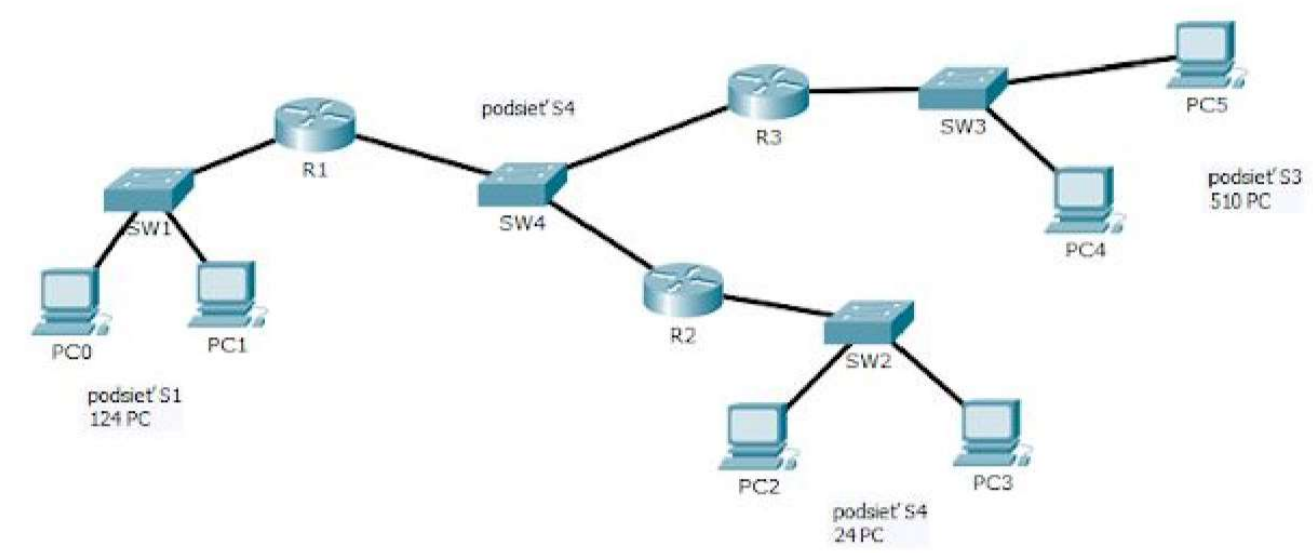 PC5
podsieť S4
R3
SW3
R1
podsieť S3
510 PC
SW4
SW1
PC4
R2
PC0
PC1
SW2
podsieť S1
124 PC
PC2
PC3
podsieť S4
24 PC